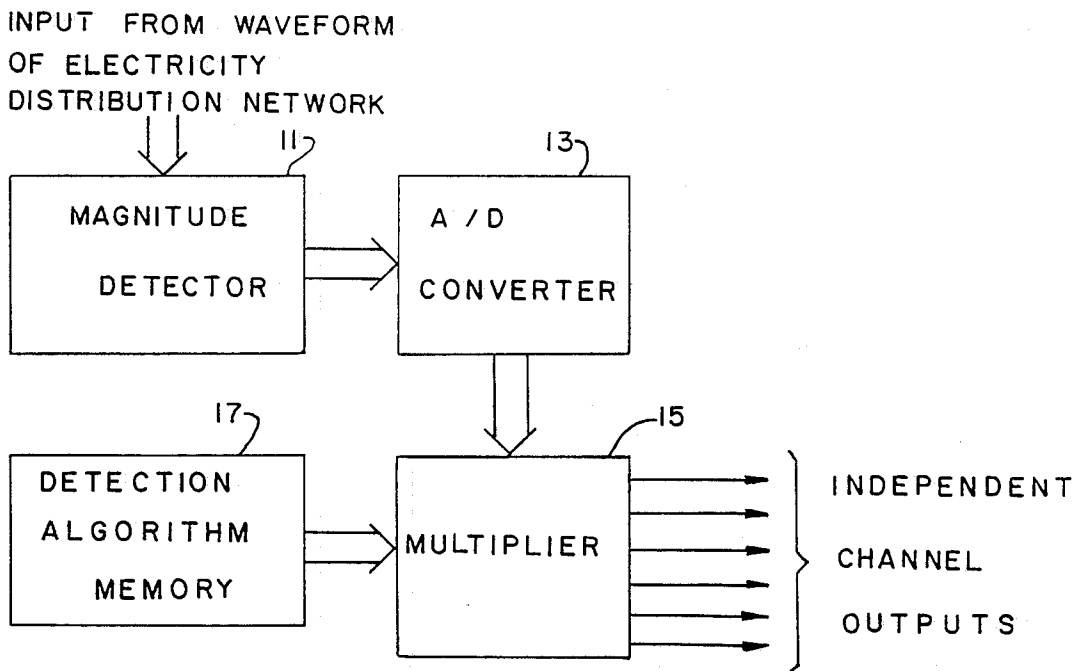 INPUT FROM WAVEFORM
OF ELECTRICITY
DISTRIBUTION NETWORK
11
13
MAGNITUDE
DETECTOR
A/D
CONVERTER
17
15
DETECTION
ALGORITHM
MEMORY
MULTIPLIER
INDEPENDENT
CHANNEL
OUTPUTS